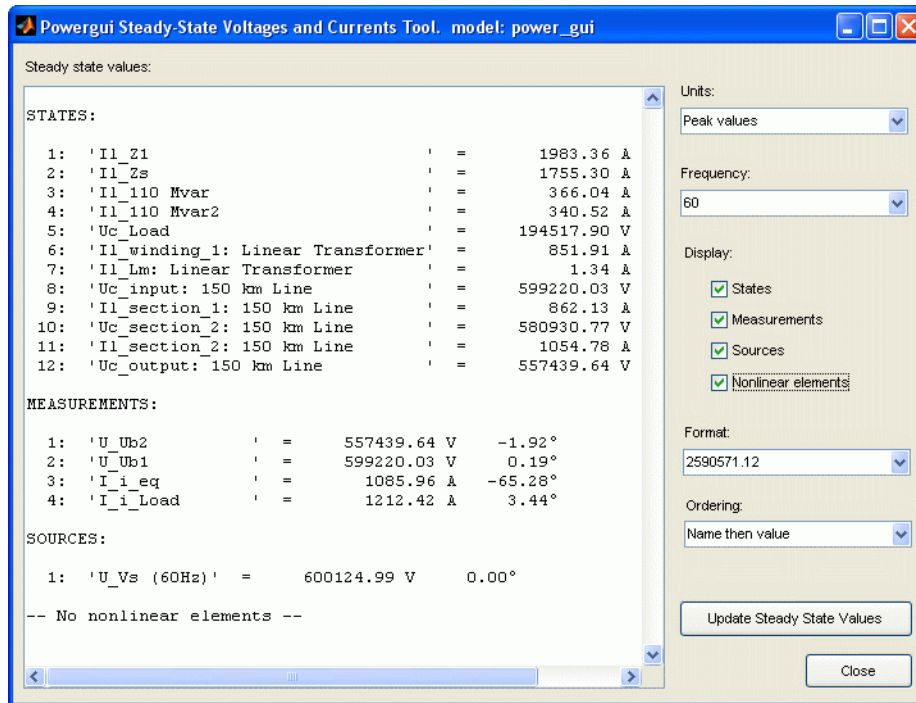 Powergui Steady-State Voltages and Currents Tool.  model: power_gui
Steady state values:
STATES:
1:  'Il_Z1                              '  =       1983.36 A
2:  'Il_Zs                              '  =       1755.30 A
3:  'Il_110 Mvar                        '  =        366.04 A
4:  'Il_110 Mvar2                       '  =        340.52 A
5:  'Uc_Load                            '  =     194517.90 V
6:  'Il_winding_1: Linear Transformer'  =        851.91 A
7:  'Il_Lm: Linear Transformer          '  =          1.34 A
8:  'Uc_input: 150 km Line              '  =     599220.03 V
9:  'Il_section_1: 150 km Line          '  =        862.13 A
10:  'Uc_section_2: 150 km Line          '  =     580930.77 V
11:  'Il_section_2: 150 km Line          '  =       1054.78 A
12:  'Uc_output: 150 km Line             '  =     557439.64 V
MEASUREMENTS:
1:  'U_Ub2        '  =     557439.64 V    -1.92°
2:  'U_Ub1        '  =     599220.03 V     0.19°
3:  'I_i_eq       '  =       1085.96 A   -65.28°
4:  'I_i_Load     '  =       1212.42 A     3.44°
SOURCES:
1:  'U_Vs (60Hz)'  =     600124.99 V     0.00°
-- No nonlinear elements --
Units:
Peak values
Frequency:
60
Display:
States
Measurements
Sources
Nonlinear elements
Format:
2590571.12
Ordering:
Name then value
Update Steady State Values
Close